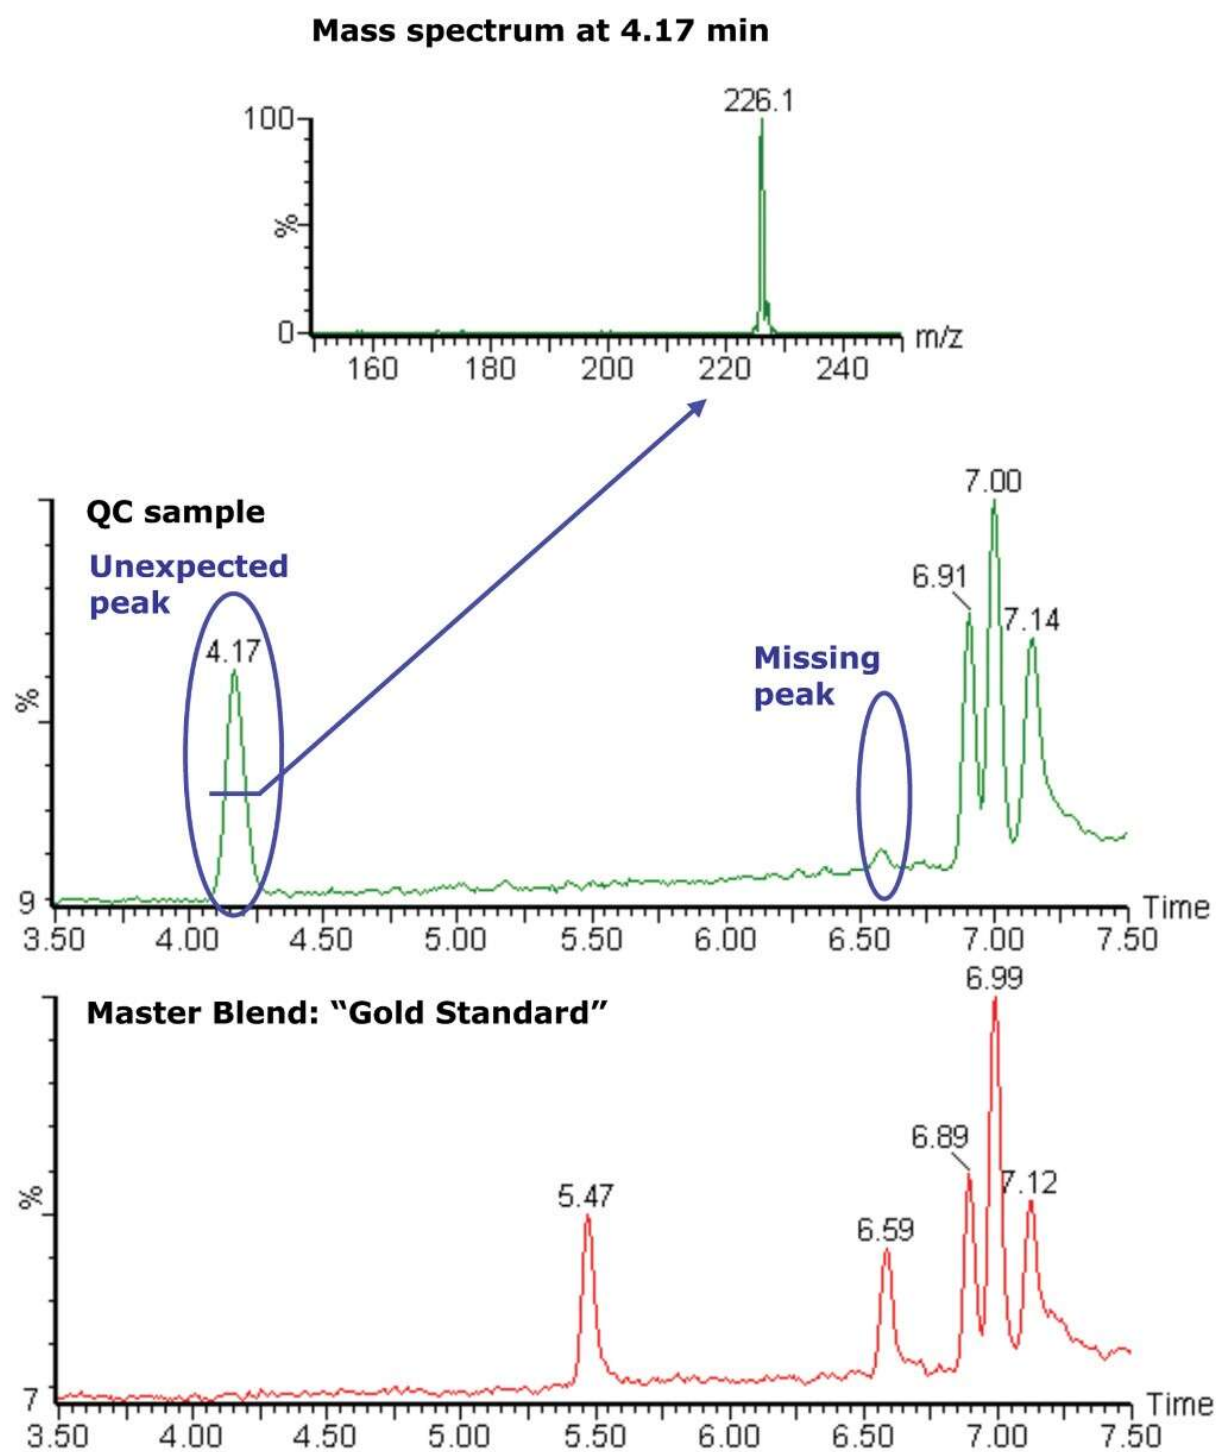 Mass spectrum at 4.17 min
226.1
100
%
0
m/z
160 180 200 220 240
QC sample
Unexpected
peak
4.17
Missing
peak
7.00
6.91
7.14
%
9
Time
3.50 4.00 4.50 5.00 5.50 6.00 6.50 7.00 7.50
Master Blend: “Gold Standard”
6.99
6.89
7.12
5.47
6.59
%
7
Time
3.50 4.00 4.50 5.00 5.50 6.00 6.50 7.00 7.50